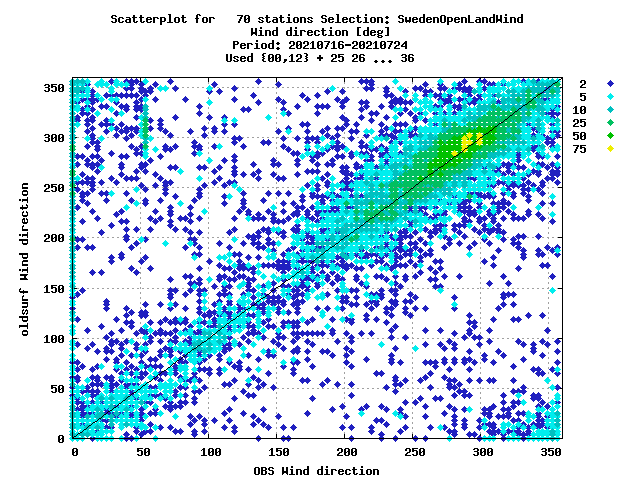 Scatterplot for   70 stations Selection: SwedenOpenLandWind
Wind direction [deg]
Period: 20210716-20210724
Used {00,12} + 25 26 ... 36
2
5
10
25
50
75
350
300
250
200
150
100
50
0
oldsurf Wind direction
0 50 100 150 200 250 300 350
OBS Wind direction